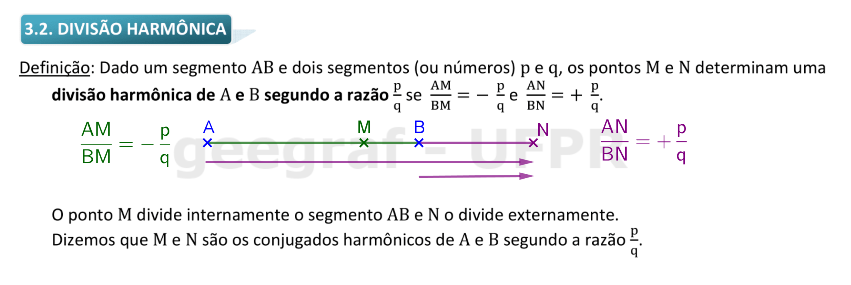 3.2. DIVISÃO HARMÔNICA
Definição: Dado um segmento AB e dois segmentos (ou números) p e q, os pontos M e N determinam uma
divisão harmônica de A e B segundo a razão p/q se AM/BM = − p/q e AN/BN = + p/q.
AM/BM = − p/q A M B N AN/BN = + p/q
geegraf - UFPR
O ponto M divide internamente o segmento AB e N o divide externamente.
Dizemos que M e N são os conjugados harmônicos de A e B segundo a razão p/q.